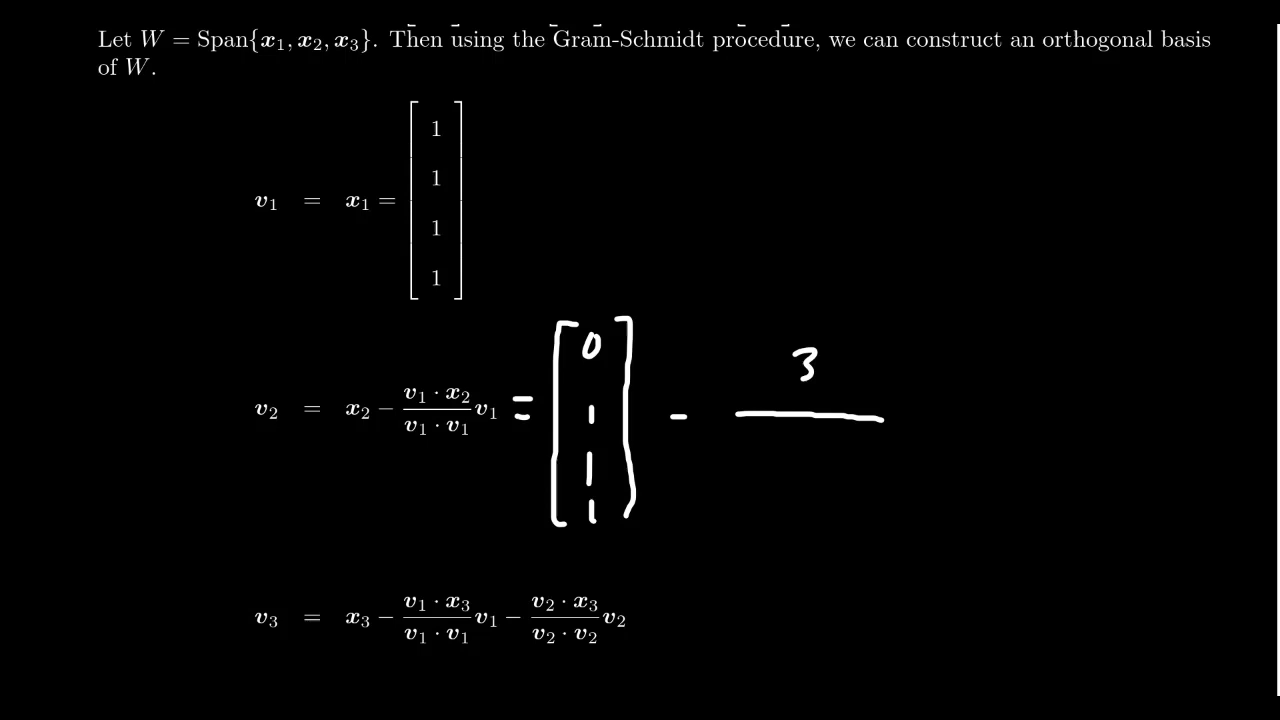 Let W = Span{x₁, x₂, x₃}. Then using the Gram-Schmidt procedure, we can construct an orthogonal basis
of W.
v₁ = x₁ = [1 1 1 1]
v₂ = x₂ − (v₁ · x₂)/(v₁ · v₁) v₁ = [0 1 1 1] - 3/
v₃ = x₃ − (v₁ · x₃)/(v₁ · v₁) v₁ − (v₂ · x₃)/(v₂ · v₂) v₂